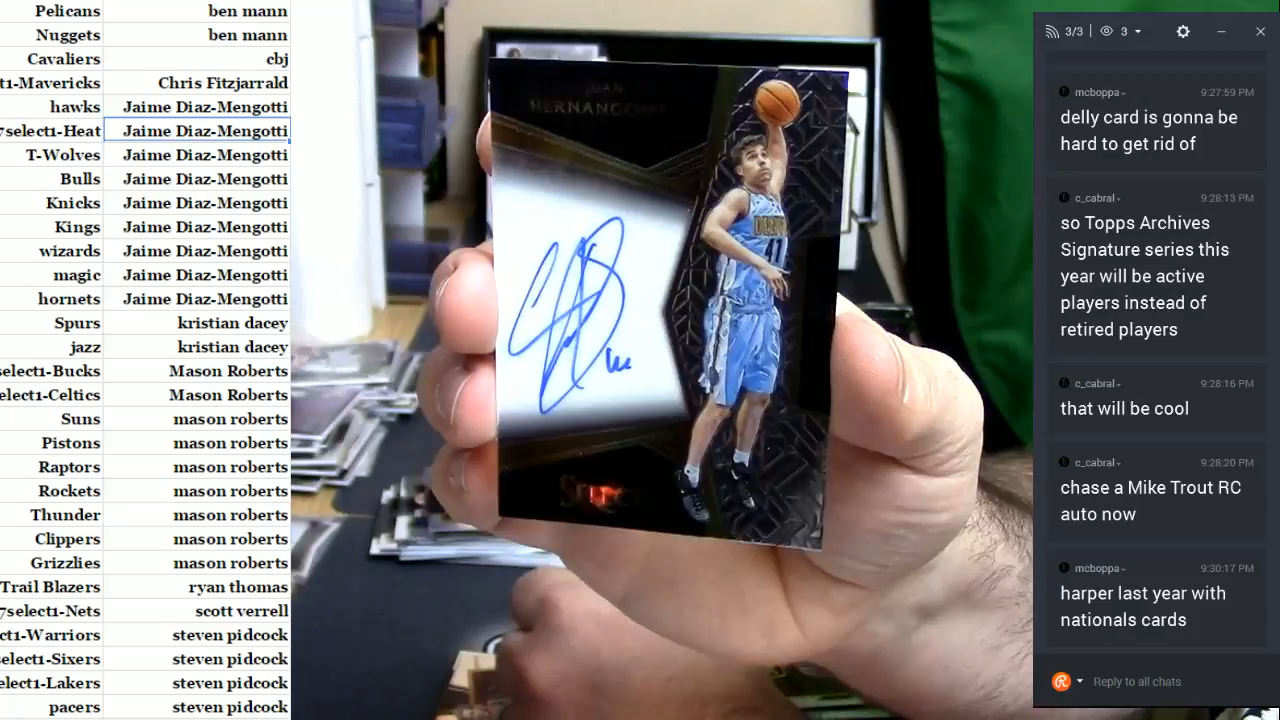 Pelicans ben mann
Nuggets ben mann
Cavaliers cbj
t1-Mavericks Chris Fitzjarrald
hawks Jaime Diaz-Mengotti
7select1-Heat Jaime Diaz-Mengotti
T-Wolves Jaime Diaz-Mengotti
Bulls Jaime Diaz-Mengotti
Knicks Jaime Diaz-Mengotti
Kings Jaime Diaz-Mengotti
wizards Jaime Diaz-Mengotti
magic Jaime Diaz-Mengotti
hornets Jaime Diaz-Mengotti
Spurs kristian dacey
jazz kristian dacey
select1-Bucks Mason Roberts
elect1-Celtics Mason Roberts
Suns mason roberts
Pistons mason roberts
Raptors mason roberts
Rockets mason roberts
Thunder mason roberts
Clippers mason roberts
Grizzlies mason roberts
Trail Blazers ryan thomas
7select1-Nets scott verrell
ct1-Warriors steven pidcock
select1-Sixers steven pidcock
elect1-Lakers steven pidcock
pacers steven pidcock
JUAN
HERNANGOMEZ
41
Select
3/3 3
mcboppa 9:27:59 PM
delly card is gonna be
hard to get rid of
c_cabral 9:28:13 PM
so Topps Archives
Signature series this
year will be active
players instead of
retired players
c_cabral 9:28:16 PM
that will be cool
c_cabral 9:28:20 PM
chase a Mike Trout RC
auto now
mcboppa 9:30:17 PM
harper last year with
nationals cards
Reply to all chats